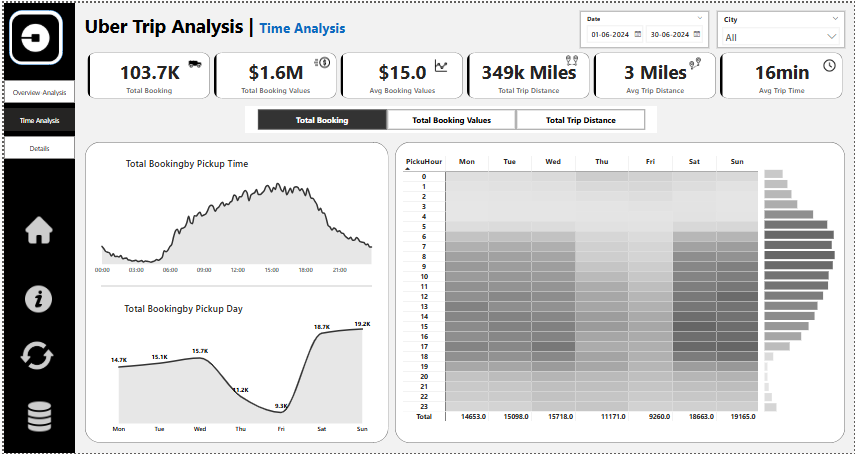 Uber Trip Analysis | Time Analysis
Date
01-06-2024 30-06-2024
City
All
103.7K
Total Booking
$1.6M
Total Booking Values
$15.0
Avg Booking Values
349k Miles
Total Trip Distance
3 Miles
Avg Trip Distance
16min
Avg Trip Time
Overview Analysis
Time Analysis
Details
Total Booking Total Booking Values Total Trip Distance
Total Bookingby Pickup Time
00:00 03:00 06:00 09:00 12:00 15:00 18:00 21:00
Total Bookingby Pickup Day
14.7K 15.1K 15.7K 11.2K 9.3K 18.7K 19.2K
Mon Tue Wed Thu Fri Sat Sun
PickuHour Mon Tue Wed Thu Fri Sat Sun
0
1
2
3
4
5
6
7
8
9
10
11
12
13
14
15
16
17
18
19
20
21
22
23
Total 14653.0 15098.0 15718.0 11171.0 9260.0 18663.0 19165.0